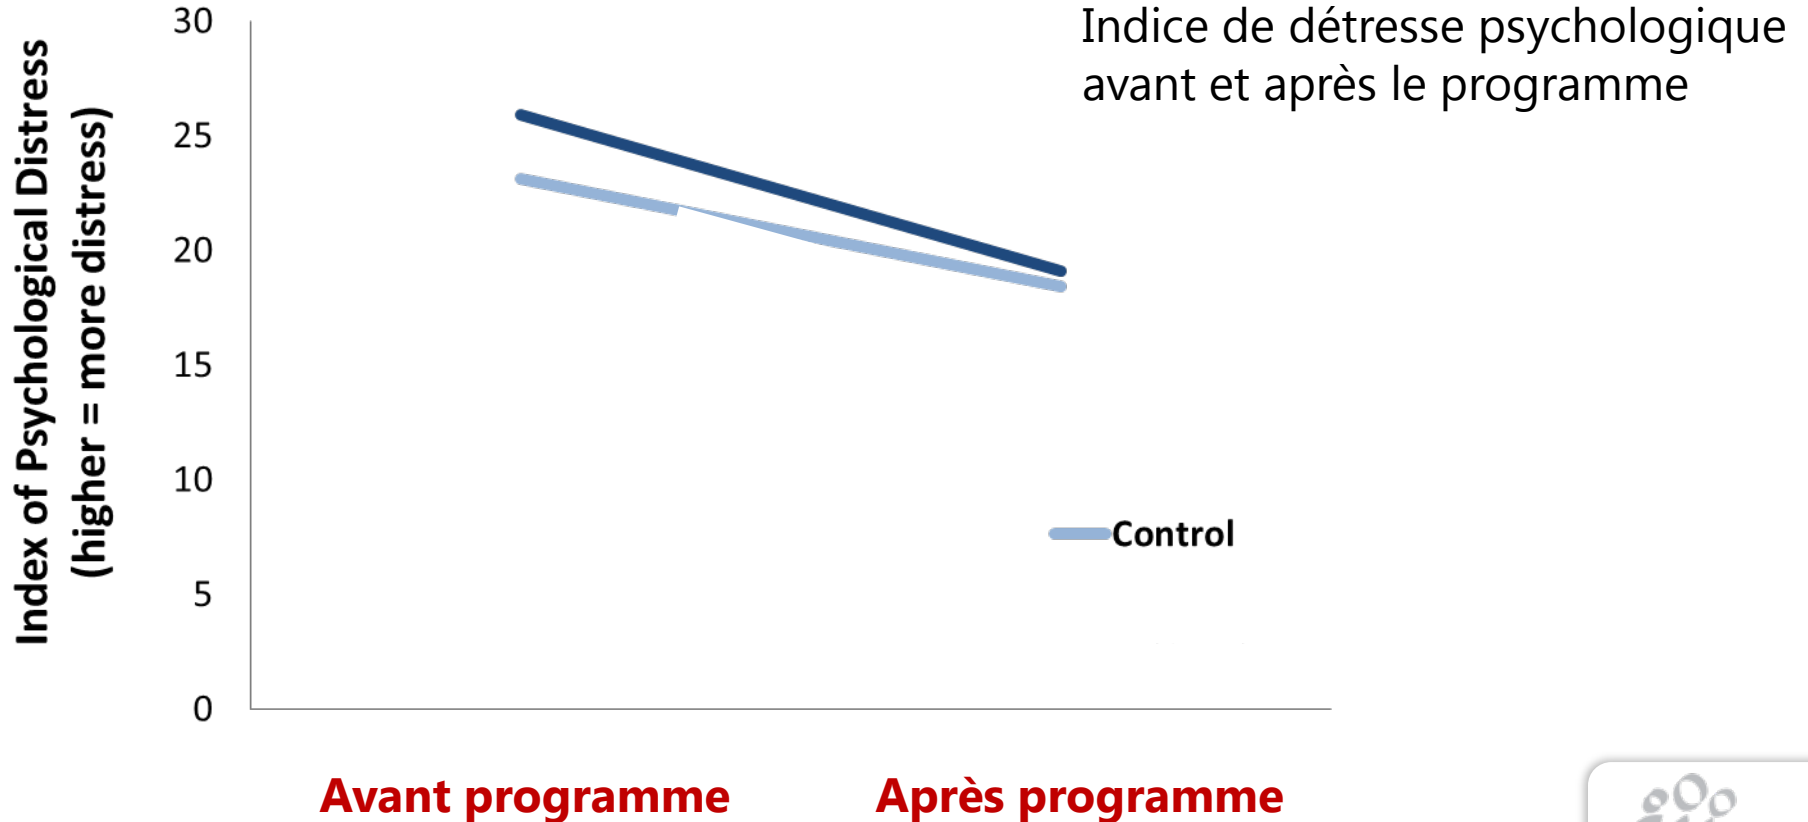 Indice de détresse psychologique
avant et après le programme
Index of Psychological Distress
(higher = more distress)
30
25
20
15
10
5
0
Control
Avant programme
Après programme